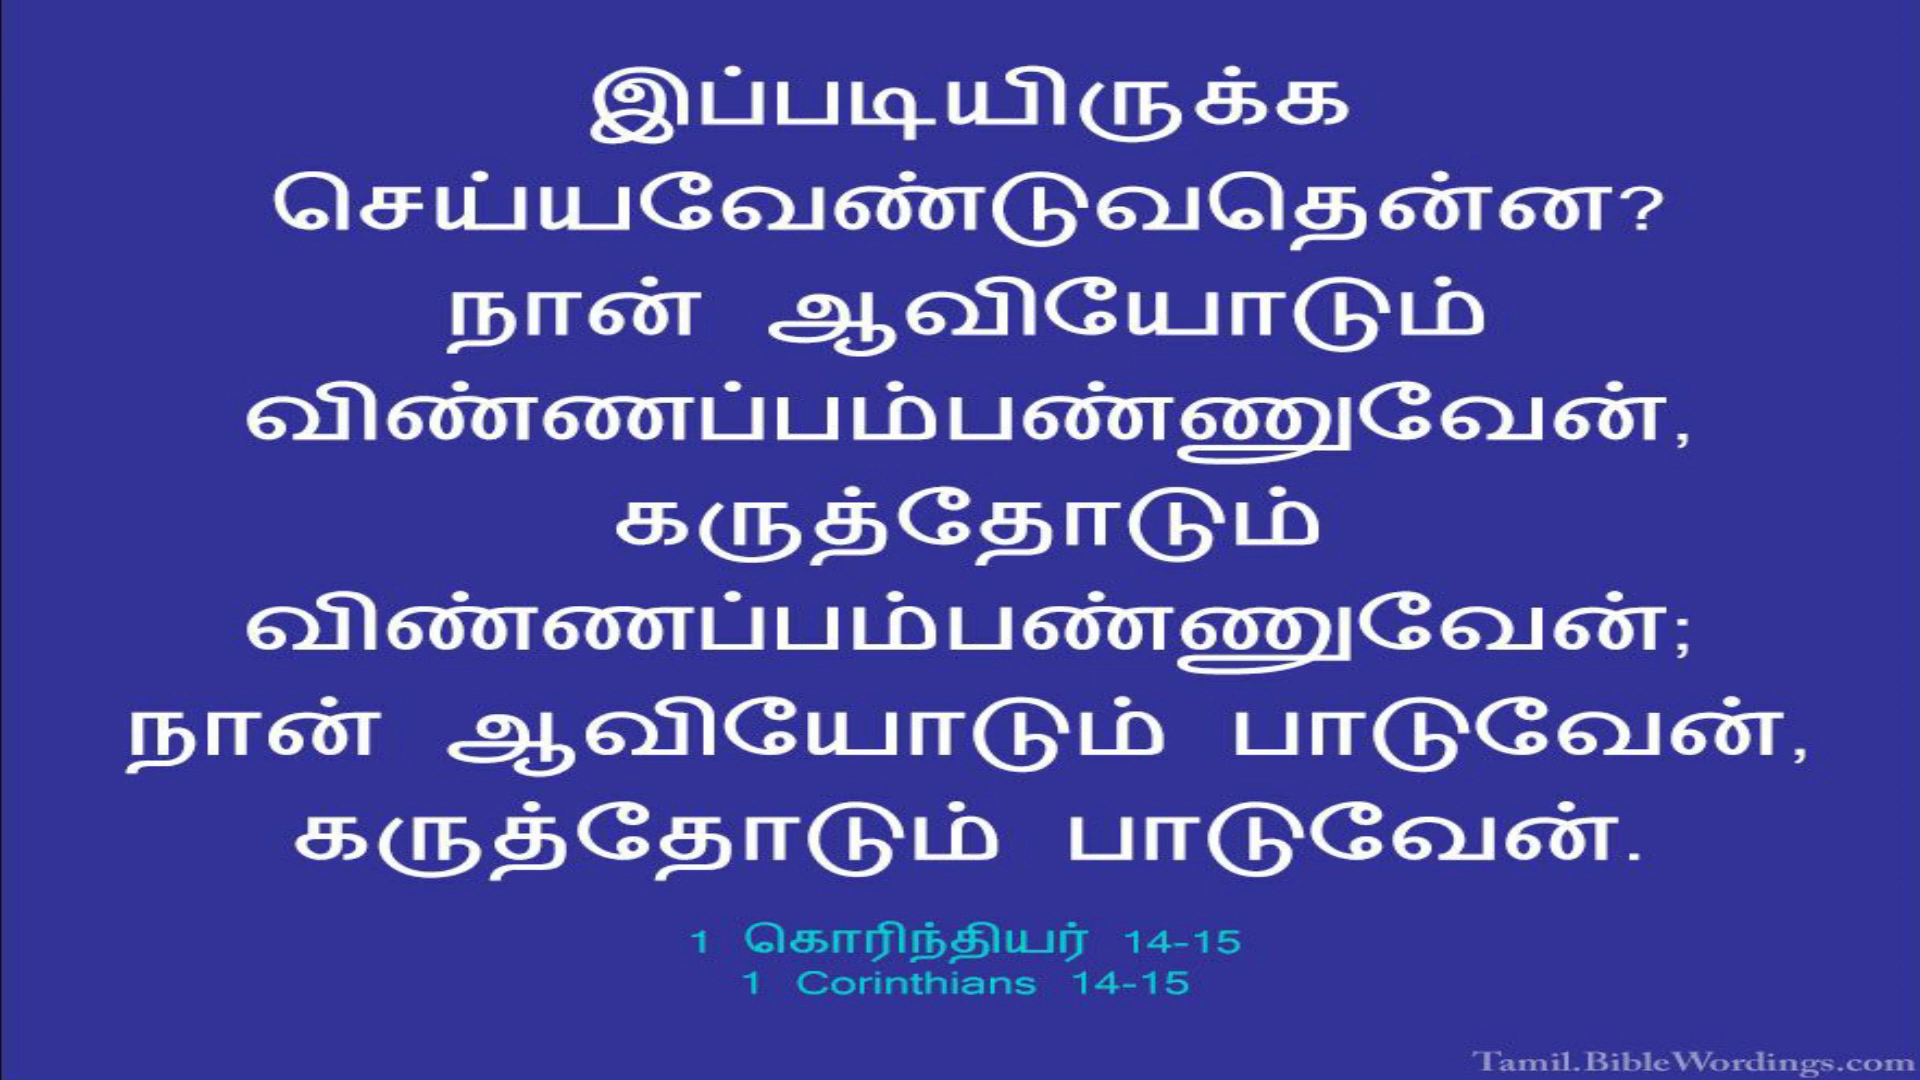 இப்படியிருக்க
செய்யவேண்டுவதென்ன?
நான் ஆவியோடும்
விண்ணப்பம்பண்ணுவேன்,
கருத்தோடும்
விண்ணப்பம்பண்ணுவேன்;
நான் ஆவியோடும் பாடுவேன்,
கருத்தோடும் பாடுவேன்.
1 கொரிந்தியர் 14-15
1 Corinthians 14-15
Tamil.BibleWordings.com